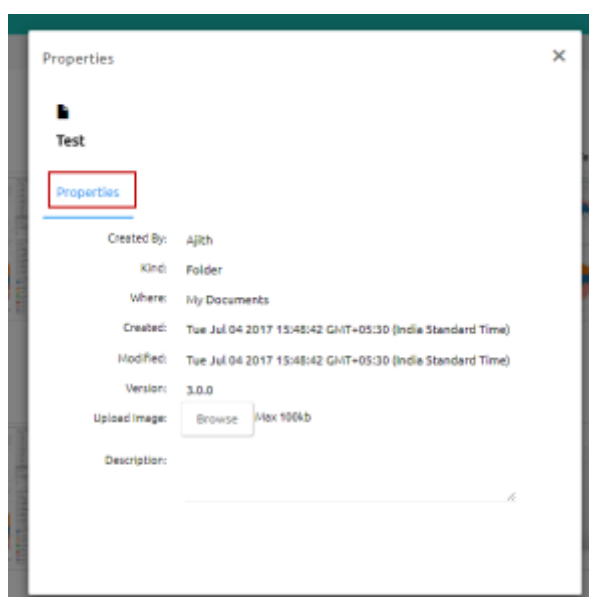 Properties
×
Test
Properties
Created By: Ajith
Kind: Folder
Where: My Documents
Created: Tue Jul 04 2017 15:48:42 GMT+05:30 (India Standard Time)
Modified: Tue Jul 04 2017 15:48:42 GMT+05:30 (India Standard Time)
Version: 3.0.0
Upload Image: Browse Max 100kb
Description: